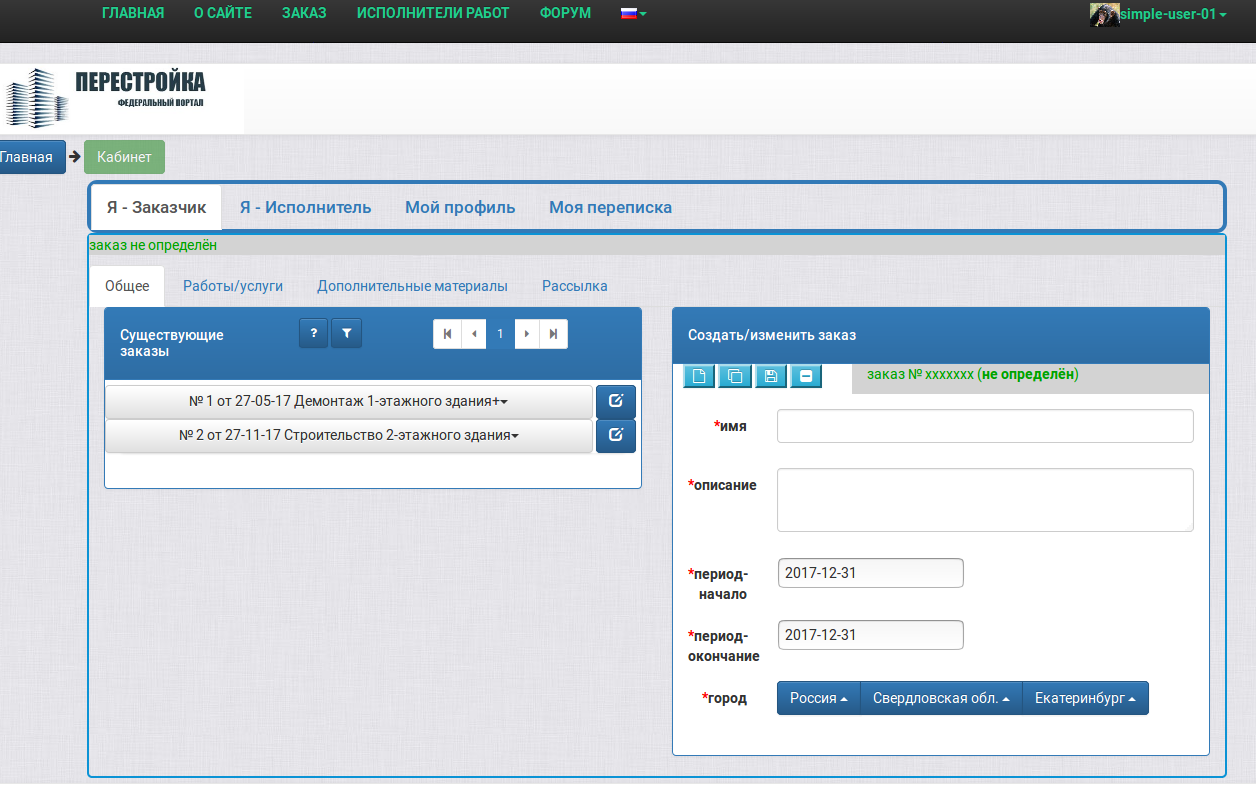 ГЛАВНАЯ О САЙТЕ ЗАКАЗ ИСПОЛНИТЕЛИ РАБОТ ФОРУМ simple-user-01
ПЕРЕСТРОЙКА
ФЕДЕРАЛЬНЫЙ ПОРТАЛ
Главная Кабинет
Я - Заказчик Я - Исполнитель Мой профиль Моя переписка
заказ не определён
Общее Работы/услуги Дополнительные материалы Рассылка
Существующие
заказы
? 1
№ 1 от 27-05-17 Демонтаж 1-этажного здания+
№ 2 от 27-11-17 Строительство 2-этажного здания
Создать/изменить заказ
заказ № xxxxxxx (не определён)
*имя
*описание
*период-
начало
2017-12-31
*период-
окончание
2017-12-31
*город Россия Свердловская обл. Екатеринбург